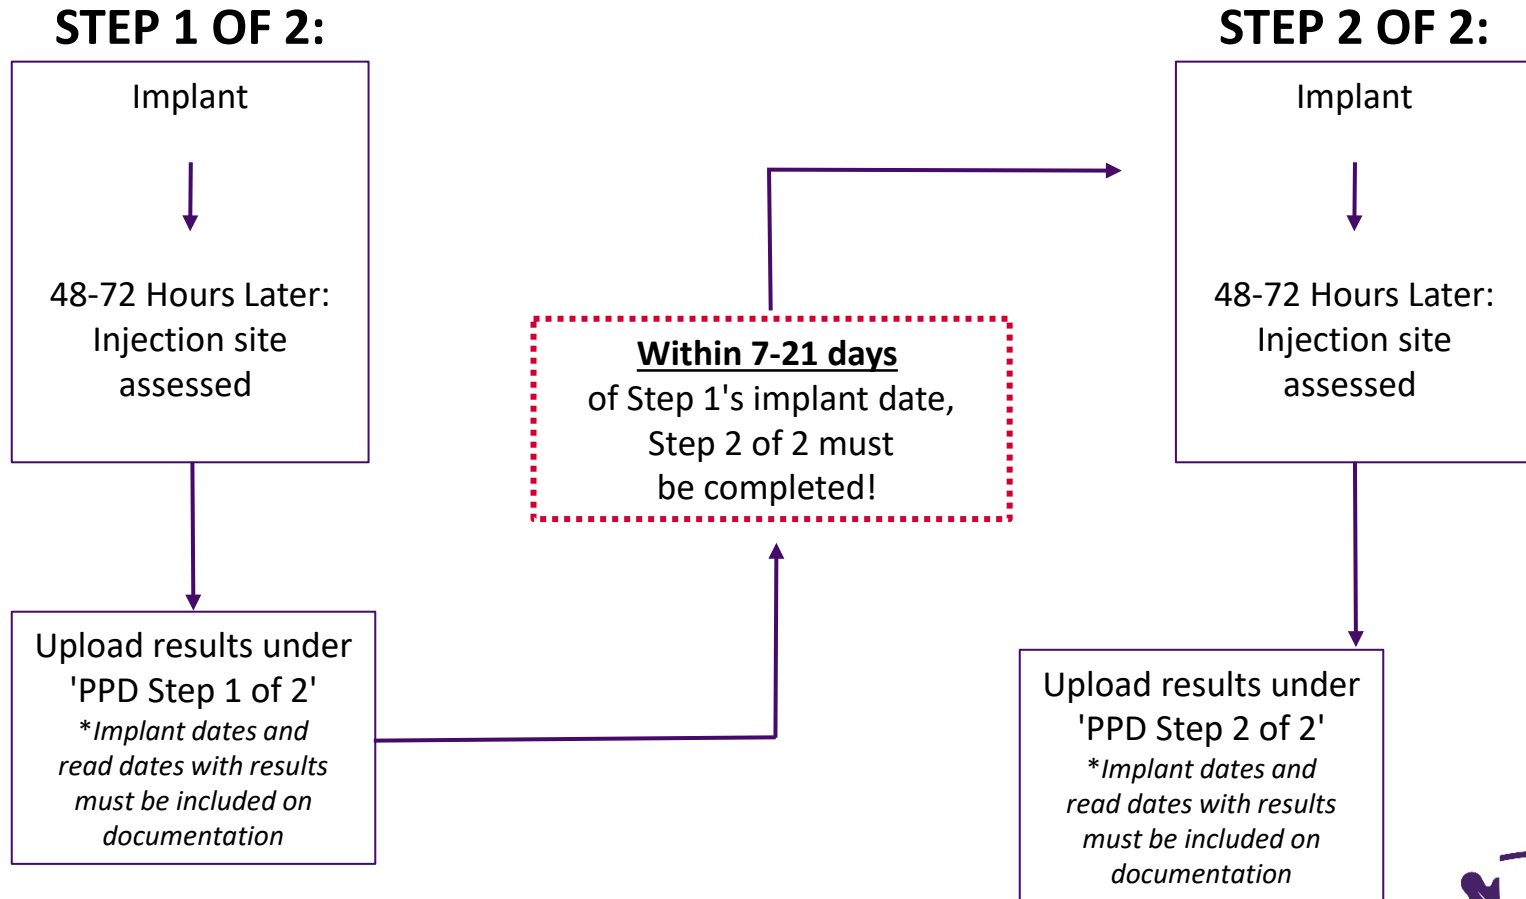 STEP 1 OF 2:
Implant
48-72 Hours Later:
Injection site
assessed
Upload results under
'PPD Step 1 of 2'
*Implant dates and
read dates with results
must be included on
documentation
Within 7-21 days
of Step 1's implant date,
Step 2 of 2 must
be completed!
STEP 2 OF 2:
Implant
48-72 Hours Later:
Injection site
assessed
Upload results under
'PPD Step 2 of 2'
*Implant dates and
read dates with results
must be included on
documentation